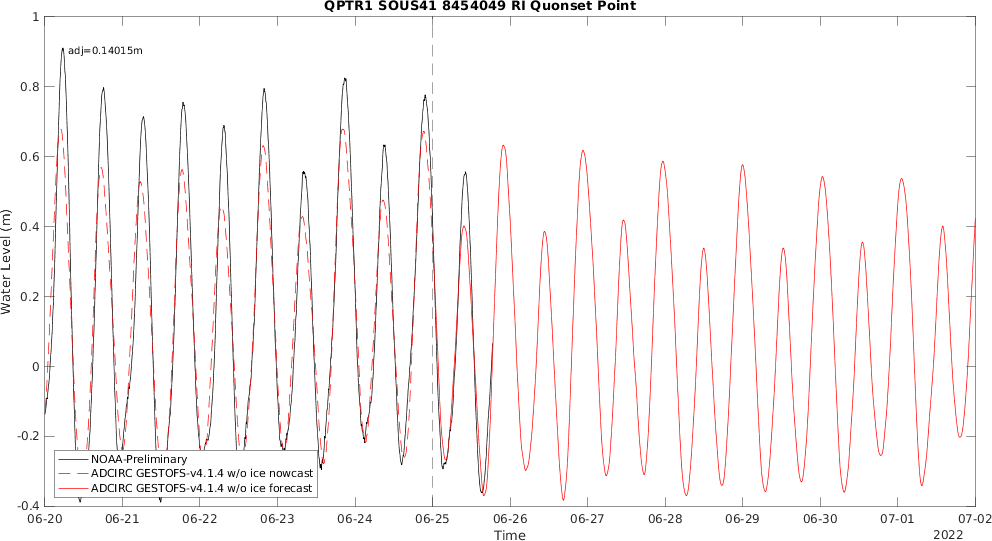 QPTR1 SOUS41 8454049 RI Quonset Point
adj=0.14015m
1
0.8
0.6
0.4
0.2
0
-0.2
-0.4
Water Level (m)
NOAA-Preliminary
ADCIRC GESTOFS-v4.1.4 w/o ice nowcast
ADCIRC GESTOFS-v4.1.4 w/o ice forecast
06-20 06-21 06-22 06-23 06-24 06-25 06-26 06-27 06-28 06-29 06-30 07-01 07-02
Time
2022